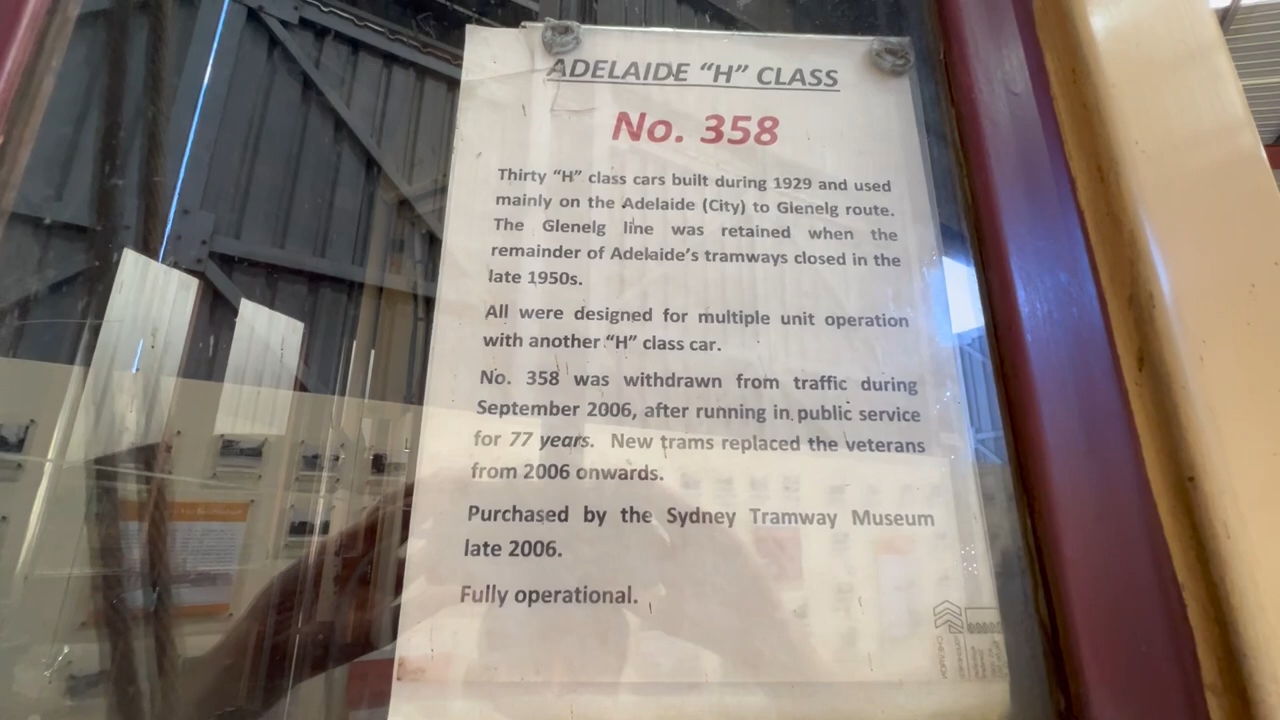 ADELAIDE “H” CLASS
No. 358
Thirty “H” class cars built during 1929 and used
mainly on the Adelaide (City) to Glenelg route.
The Glenelg line was retained when the
remainder of Adelaide’s tramways closed in the
late 1950s.
All were designed for multiple unit operation
with another “H” class car.
No. 358 was withdrawn from traffic during
September 2006, after running in public service
for 77 years. New trams replaced the veterans
from 2006 onwards.
Purchased by the Sydney Tramway Museum
late 2006.
Fully operational.